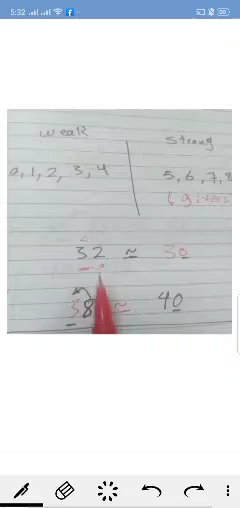 5:32
weak
strong
0, 1, 2, 3, 4
5, 6, 7, 8
32 ≃ 30
38 ≃ 40